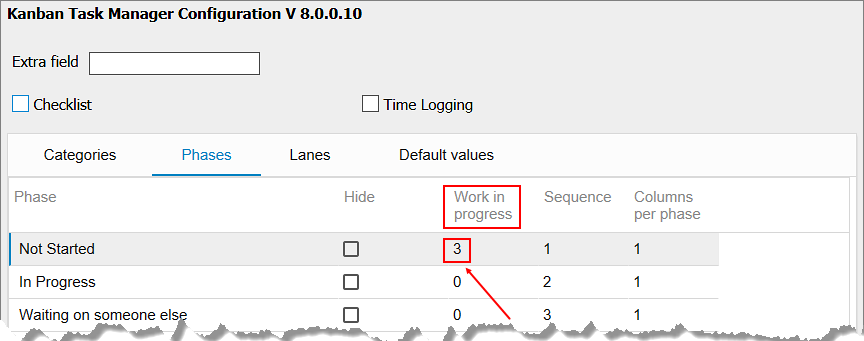 Kanban Task Manager Configuration V 8.0.0.10
Extra field
Checklist Time Logging
Categories Phases Lanes Default values
Phase Hide Work in progress Sequence Columns per phase
Not Started 3 1 1
In Progress 0 2 1
Waiting on someone else 0 3 1